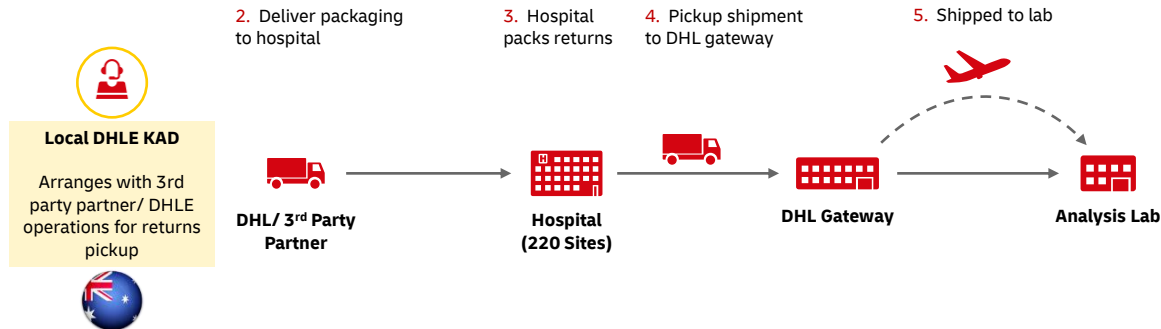 2. Deliver packaging
to hospital
3. Hospital
packs returns
4. Pickup shipment
to DHL gateway
5. Shipped to lab
Local DHLE KAD
Arranges with 3rd
party partner/ DHLE
operations for returns
pickup
DHL/ 3rd Party
Partner
H
Hospital
(220 Sites)
DHL Gateway
Analysis Lab